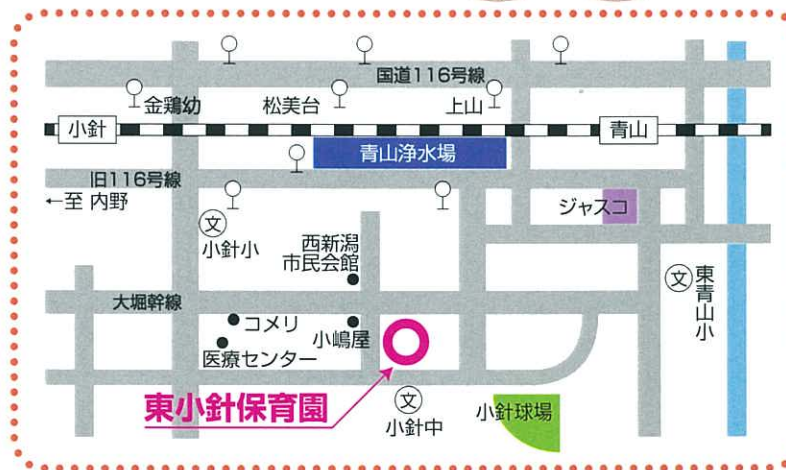 国道116号線
金鶏幼
松美台
上山
小針
青山
青山浄水場
旧116号線
←至 内野
ジャスコ
文
小針小
西新潟
市民会館
文
東青山小
大堀幹線
コメリ
小嶋屋
医療センター
東小針保育園
文
小針中
小針球場